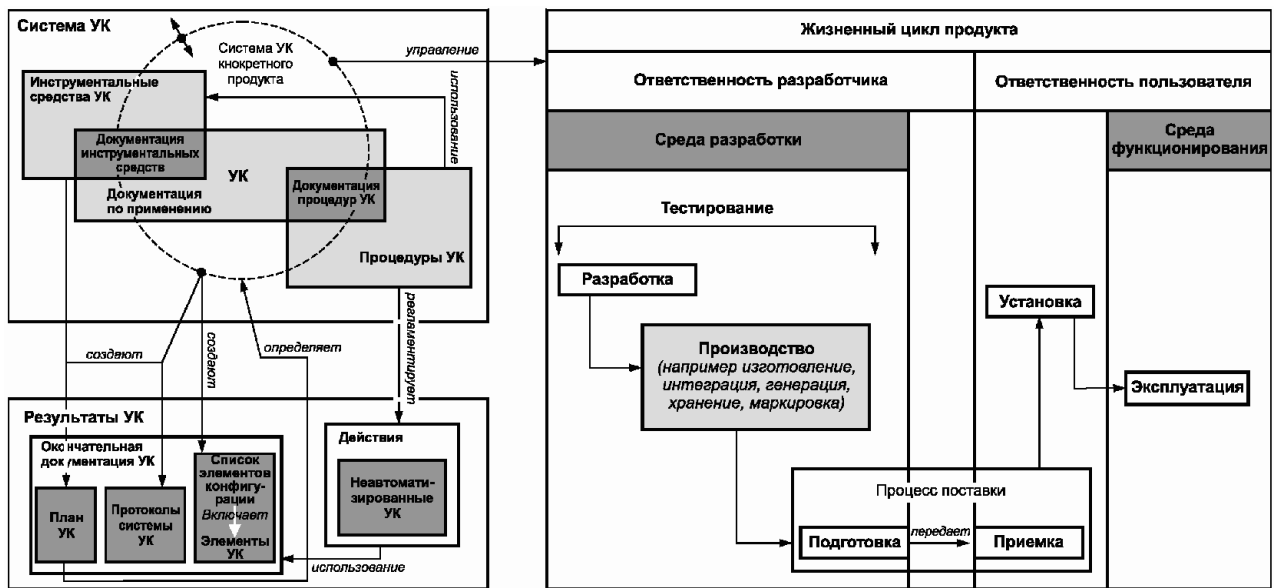 Система УК
Система УК
кнокретного
продукта
управление
Инструментальные
средства УК
использование
Документация
инструментальных
средств
УК
Документация
по применению
Документация
процедур УК
Процедуры УК
создают
создают
определяет
регламентирует
Результаты УК
Окончательная
документация УК
План
УК
Протоколы
системы
УК
Список
элементов
конфигу-
рации
Включает
Элементы
УК
Действия
Неавтомати-
зированные
УК
использование
Жизненный цикл продукта
Ответственность разработчика
Ответственность пользователя
Среда разработки
Среда
функционирования
Тестирование
Разработка
Производство
(например изготовление,
интеграция, генерация,
хранение, маркировка)
Установка
Эксплуатация
Процесс поставки
Подготовка
передает
Приемка